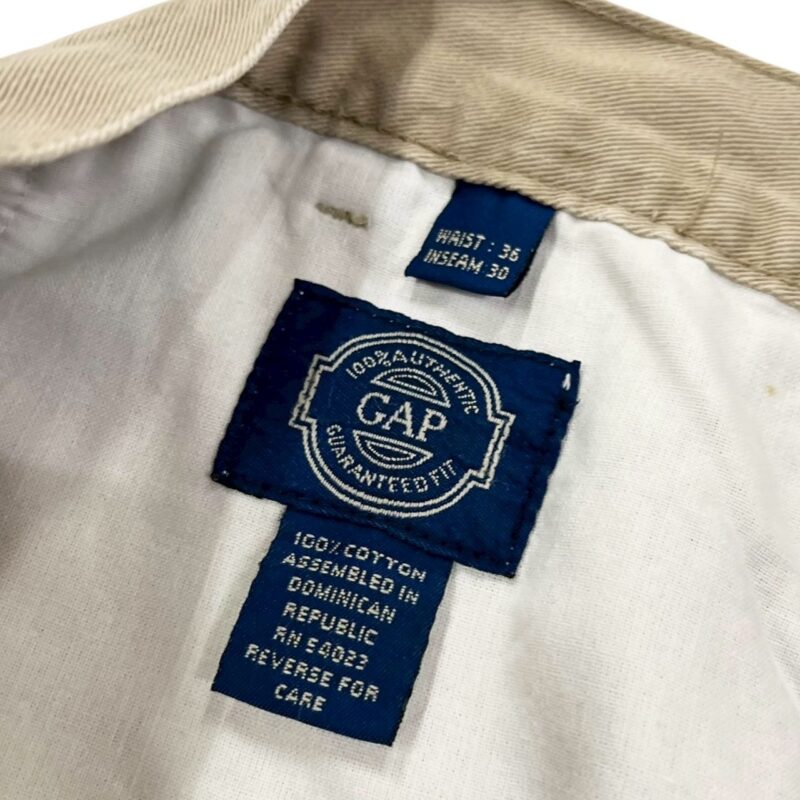 WAIST : 36
INSEAM : 30
100% AUTHENTIC
GAP
GUARANTEED FIT
100% COTTON
ASSEMBLED IN
DOMINICAN
REPUBLIC
RN 54023
REVERSE FOR
CARE